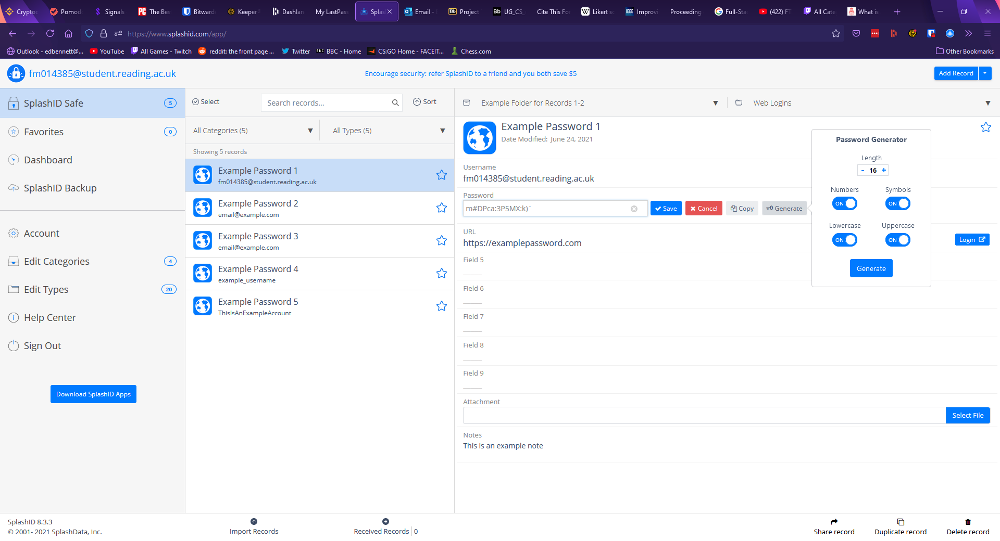 Crypto
Pomod
Signals
PC The Bes
Bitward
Keeper
Dashlan
My LastPass
Splas
Email -
Bb Project
Bb UG_CS_
Cite This For
W Likert sc
IEEE Improvi
Proceeding
G Full-Sta
(422) FT
All Cate
What is
https://www.splashid.com/app/
Outlook - edbennett@...
YouTube
All Games - Twitch
reddit: the front page ...
Twitter
BBC BBC - Home
CS:GO Home - FACEIT...
Chess.com
Other Bookmarks
fm014385@student.reading.ac.uk
Encourage security: refer SplashID to a friend and you both save $5
Add Record
SplashID Safe 5
Favorites 0
Dashboard
SplashID Backup
Account
Edit Categories 4
Edit Types 20
Help Center
Sign Out
Download SplashID Apps
Select
Search records...
Sort
All Categories (5)
All Types (5)
Showing 5 records
Example Password 1
fm014385@student.reading.ac.uk
Example Password 2
email@example.com
Example Password 3
email@example.com
Example Password 4
example_username
Example Password 5
ThisIsAnExampleAccount
Example Folder for Records 1-2
Web Logins
Example Password 1
Date Modified: June 24, 2021
Username
fm014385@student.reading.ac.uk
Password
m#DPca:3P5MX:k)`
Save
Cancel
Copy
Generate
URL
https://examplepassword.com
Login
Field 5
Field 6
Field 7
Field 8
Field 9
Attachment
Select File
Notes
This is an example note
Password Generator
Length
- 16 +
Numbers Symbols
ON ON
Lowercase Uppercase
ON ON
Generate
SplashID 8.3.3
© 2001- 2021 SplashData, Inc.
Import Records
Received Records 0
Share record
Duplicate record
Delete record